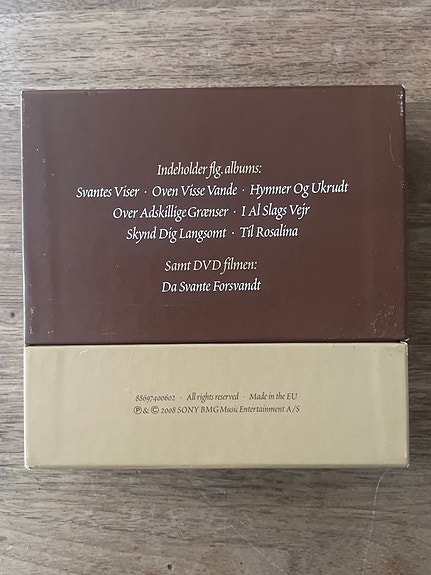 Indeholder flg. albums:
Svantes Viser · Oven Visse Vande · Hymner Og Ukrudt
Over Adskillige Grænser · I Al Slags Vejr
Skynd Dig Langsomt · Til Rosalina
Samt DVD filmen:
Da Svante Forsvandt
88697400602 · All rights reserved · Made in the EU
℗ & © 2008 SONY BMG Music Entertainment A/S